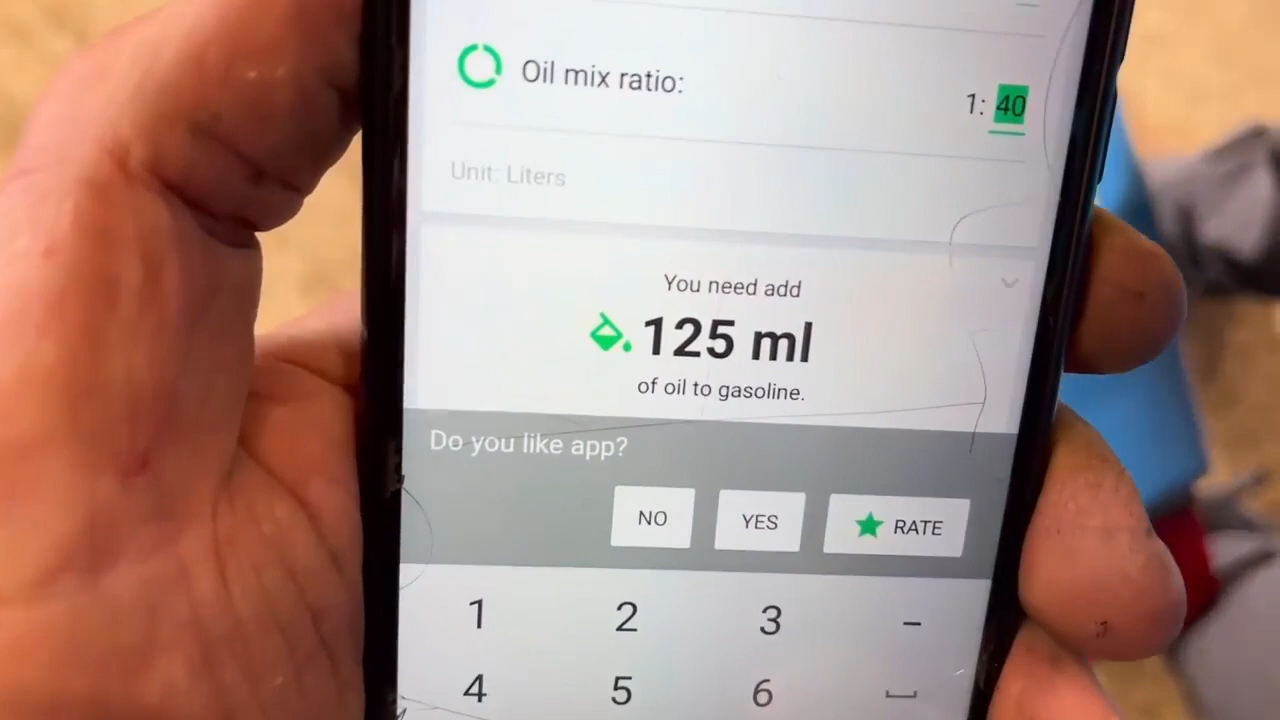 Oil mix ratio:
1: 40
Unit: Liters
You need add
125 ml
of oil to gasoline.
Do you like app?
NO YES RATE
1 2 3 -
4 5 6